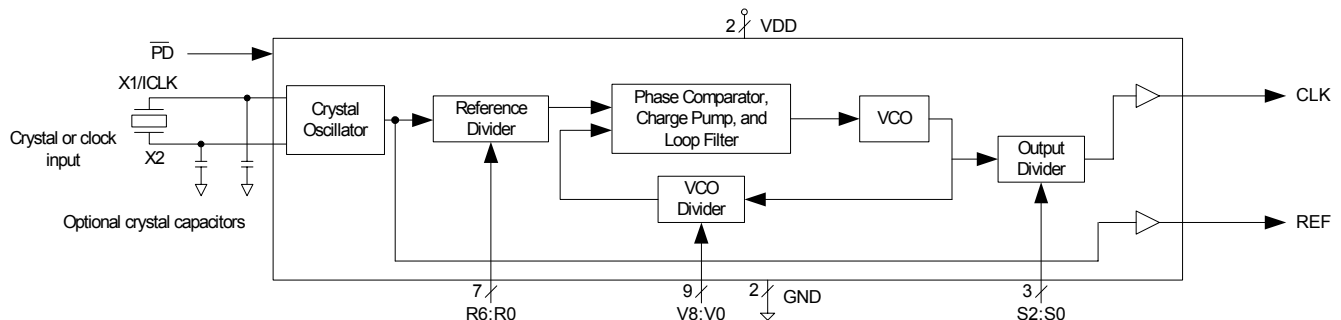 2 VDD
PD
X1/ICLK
Crystal or clock
input
X2
Optional crystal capacitors
Crystal
Oscillator
Reference
Divider
Phase Comparator,
Charge Pump, and
Loop Filter
VCO
VCO
Divider
Output
Divider
CLK
REF
7
R6:R0
9
V8:V0
2
GND
3
S2:S0